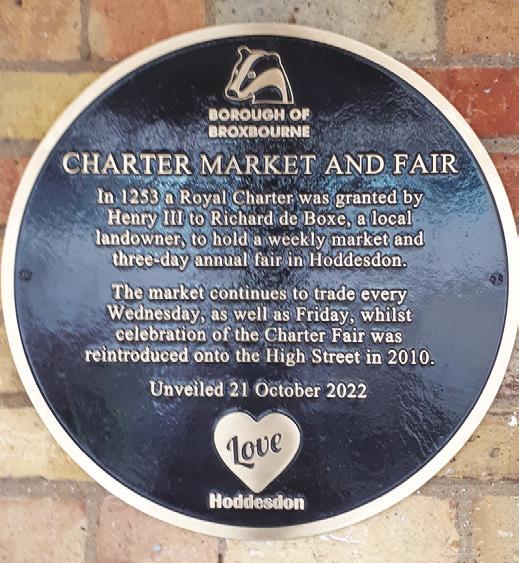 BOROUGH OF
BROXBOURNE
CHARTER MARKET AND FAIR
In 1253 a Royal Charter was granted by
Henry III to Richard de Boxe, a local
landowner, to hold a weekly market and
three-day annual fair in Hoddesdon.
The market continues to trade every
Wednesday, as well as Friday, whilst
celebration of the Charter Fair was
reintroduced onto the High Street in 2010.
Unveiled 21 October 2022
Love
Hoddesdon